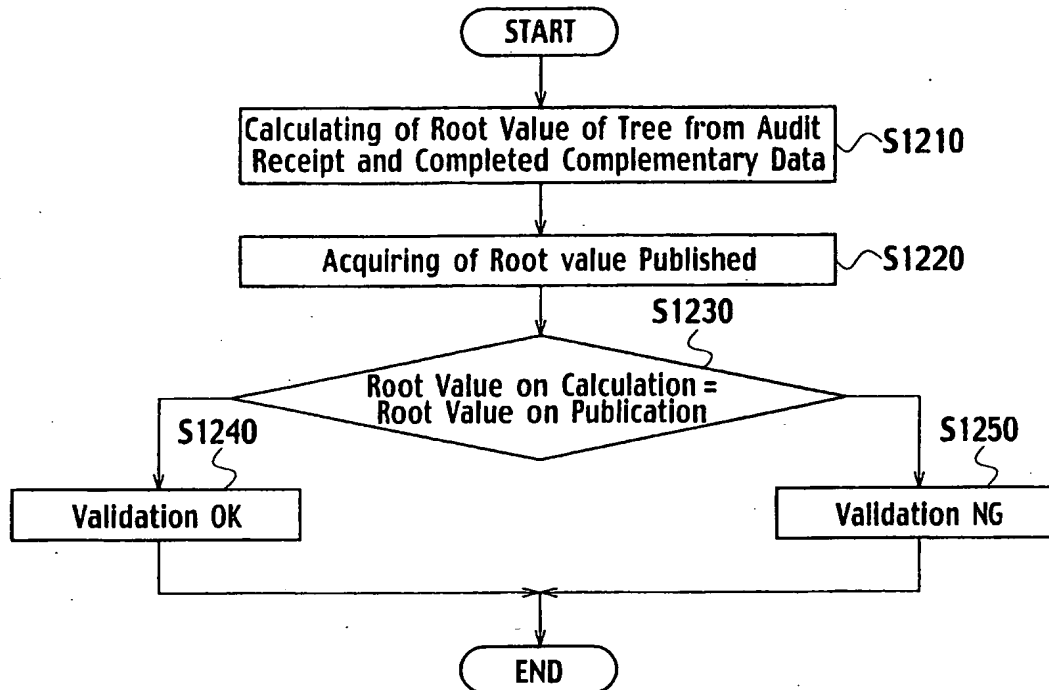 START
Calculating of Root Value of Tree from Audit
Receipt and Completed Complementary Data
S1210
Acquiring of Root value Published
S1220
S1230
Root Value on Calculation =
Root Value on Publication
S1240
S1250
Validation OK
Validation NG
END